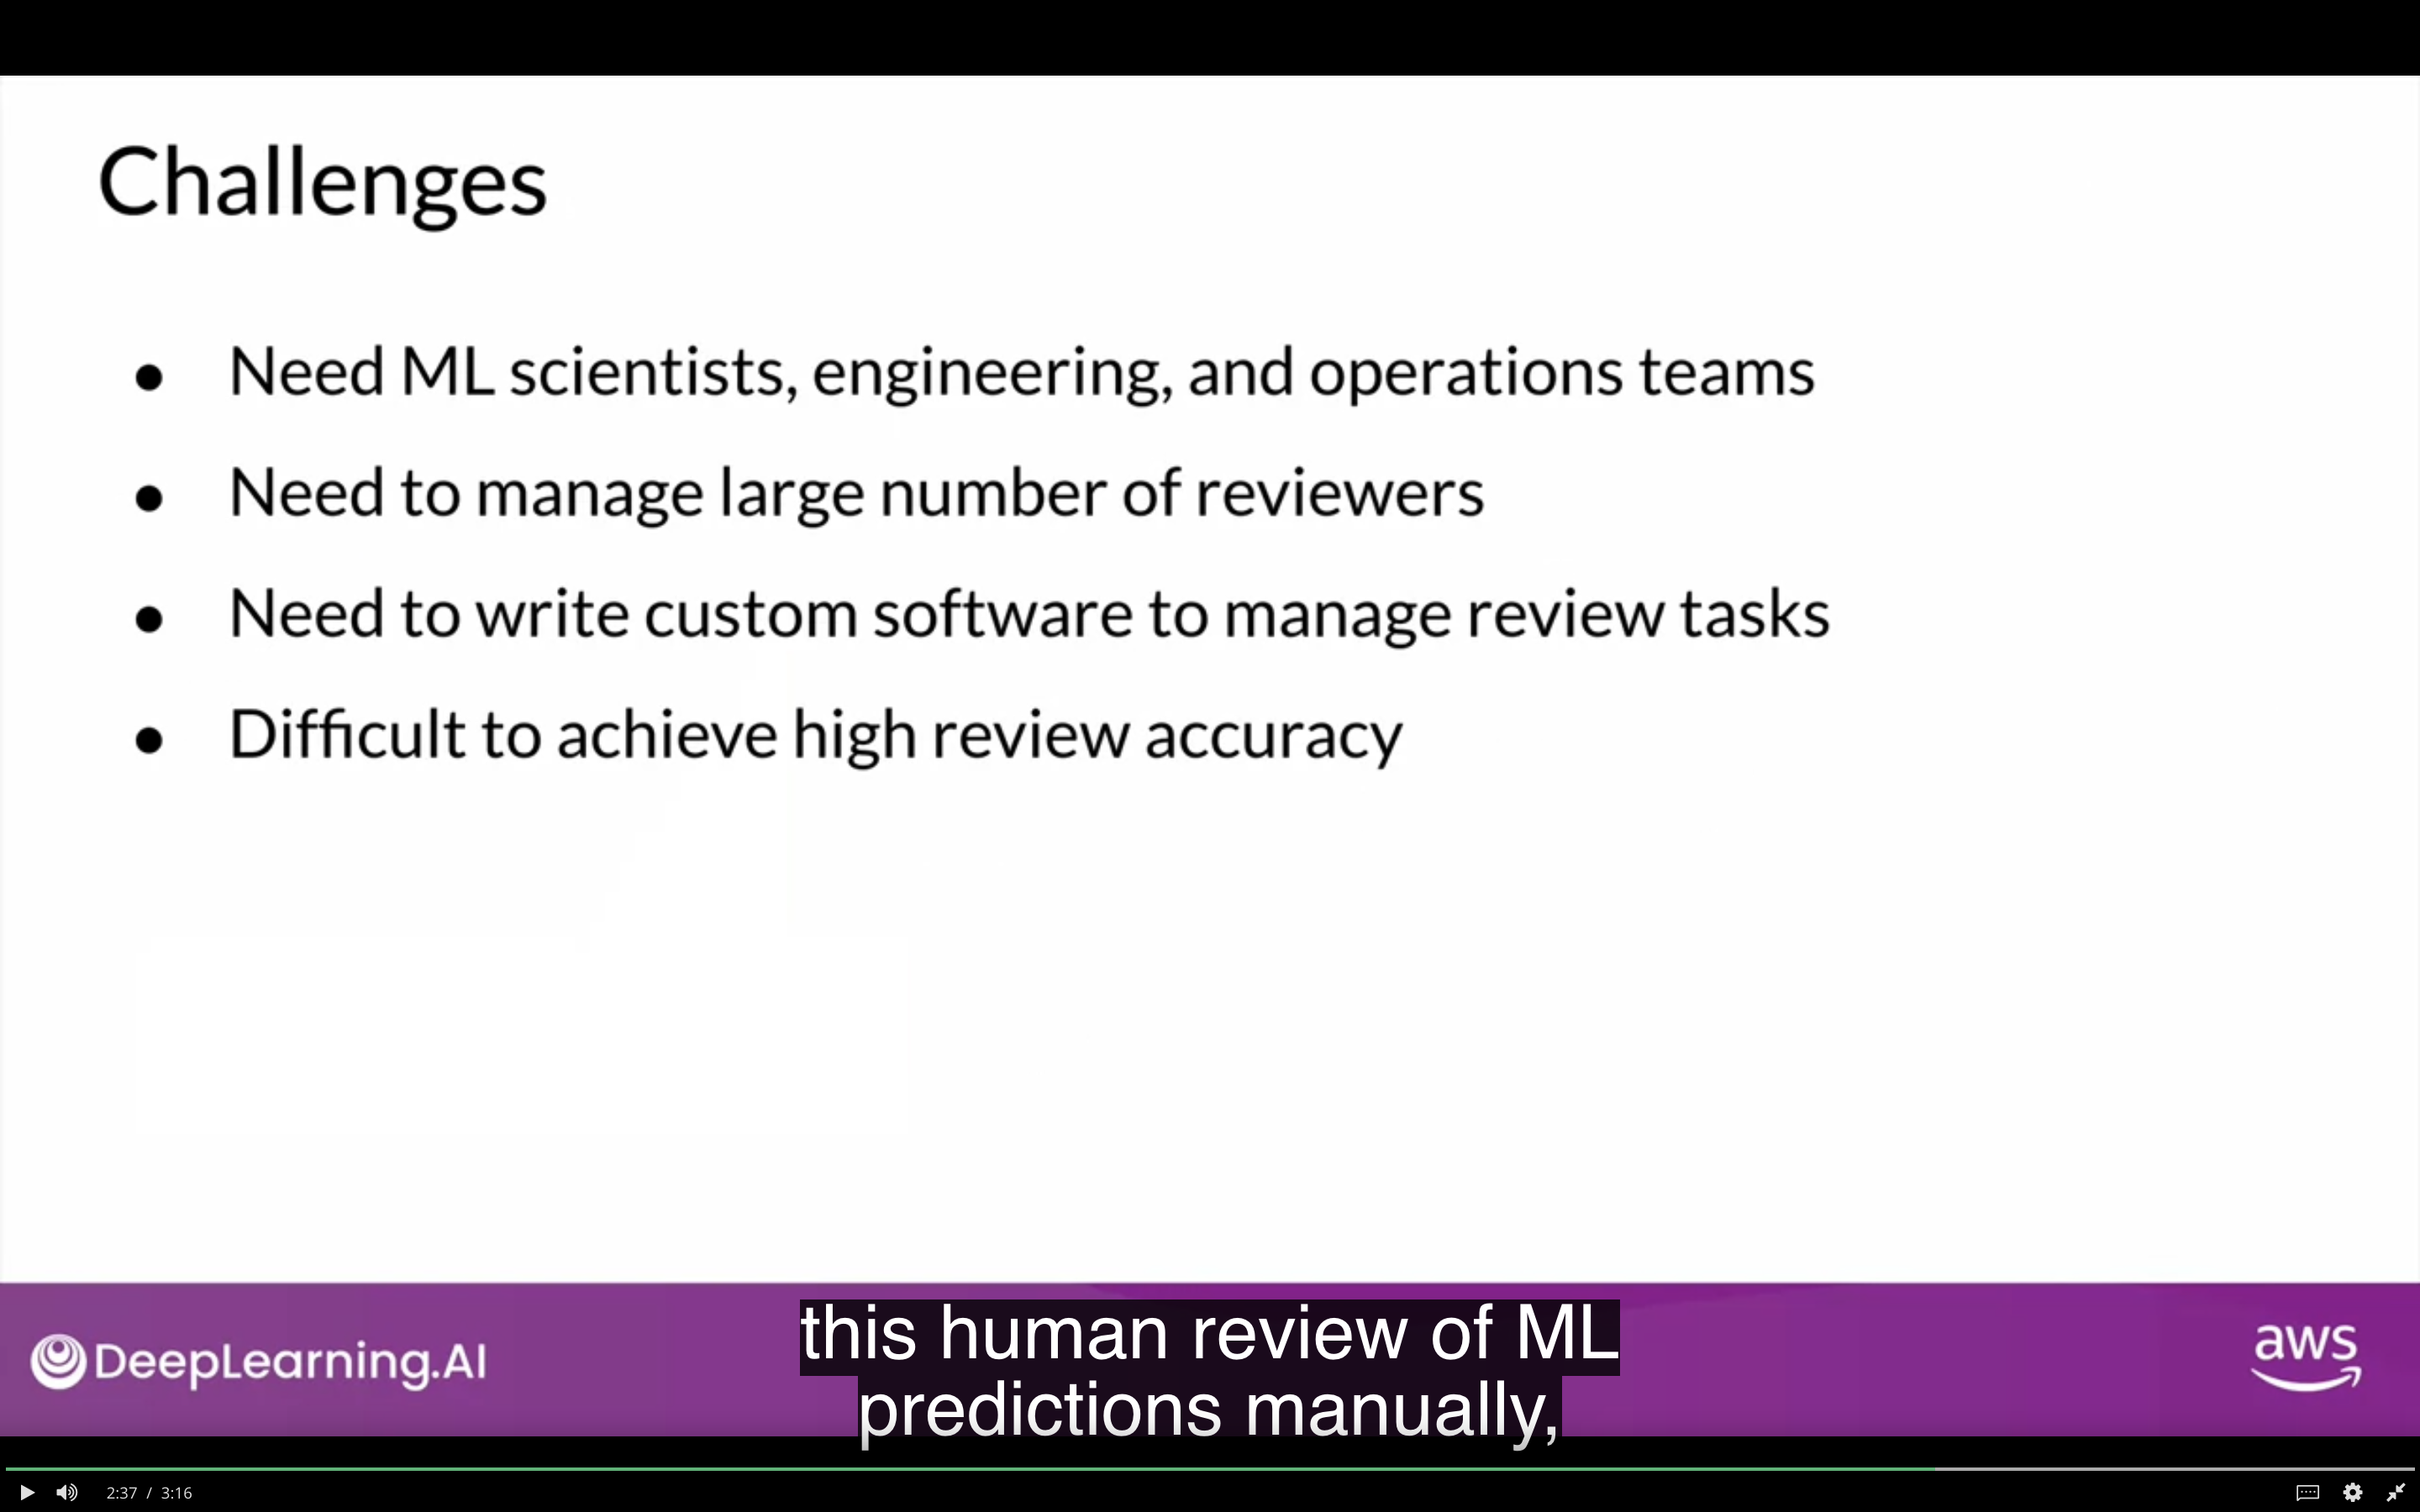 Challenges
● Need ML scientists, engineering, and operations teams
● Need to manage large number of reviewers
● Need to write custom software to manage review tasks
● Difficult to achieve high review accuracy
DeepLearning.AI
this human review of ML
predictions manually,
aws
2:37 / 3:16